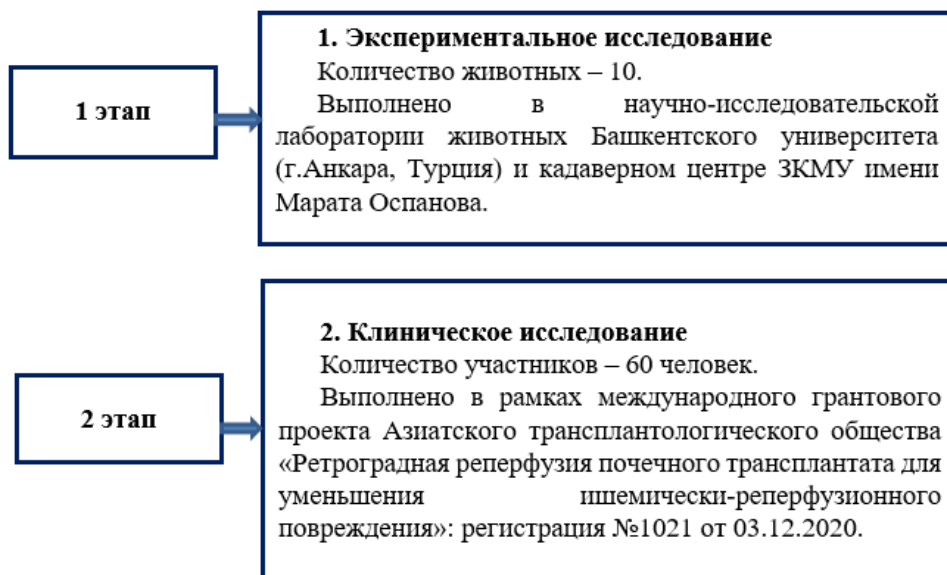 1 этап
1. Экспериментальное исследование
Количество животных – 10.
Выполнено в научно-исследовательской
лаборатории животных Башкентского университета
(г.Анкара, Турция) и кадаверном центре ЗКМУ имени
Марата Оспанова.
2 этап
2. Клиническое исследование
Количество участников – 60 человек.
Выполнено в рамках международного грантового
проекта Азиатского трансплантологического общества
«Ретроградная реперфузия почечного трансплантата для
уменьшения ишемически-реперфузионного
повреждения»: регистрация №1021 от 03.12.2020.